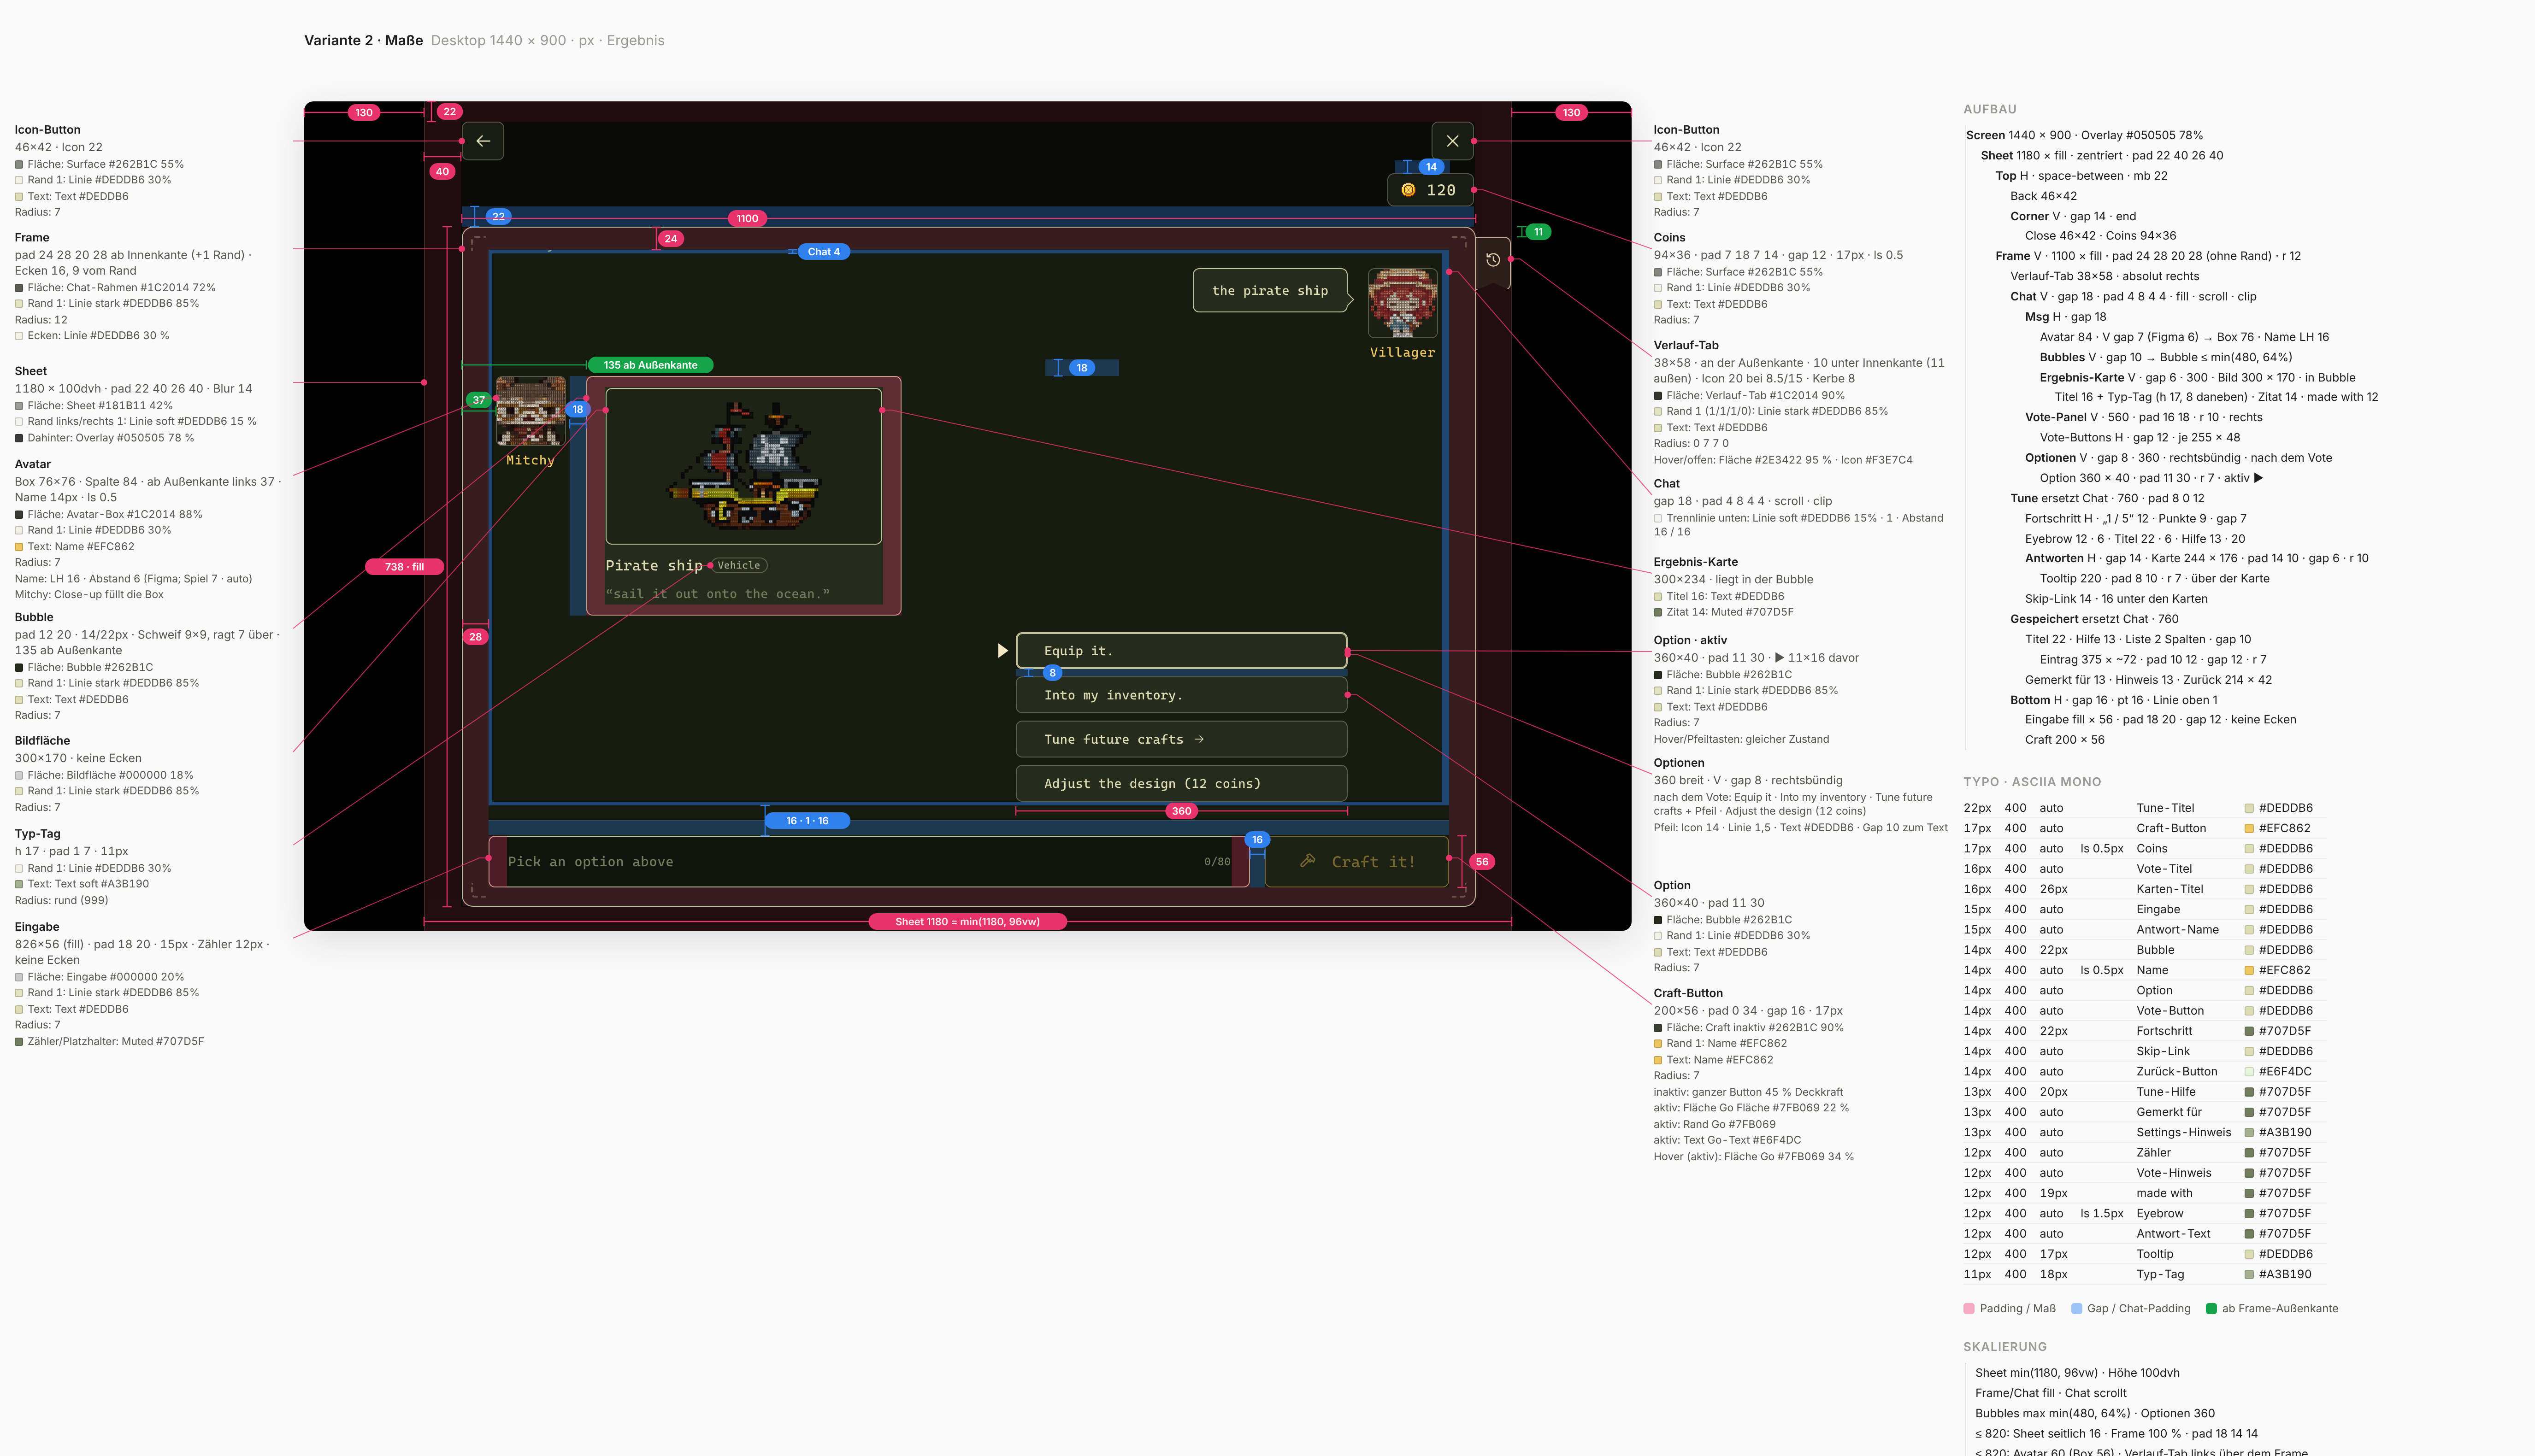 Variante 2 · Maße Desktop 1440 × 900 · px · Ergebnis
Icon-Button
46×42 · Icon 22
Fläche: Surface #262B1C 55%
Rand 1: Linie #DEDDB6 30%
Text: Text #DEDDB6
Radius: 7
Frame
pad 24 28 20 28 ab Innenkante (+1 Rand) ·
Ecken 16, 9 vom Rand
Fläche: Chat-Rahmen #1C2014 72%
Rand 1: Linie stark #DEDDB6 85%
Radius: 12
Ecken: Linie #DEDDB6 30 %
Sheet
1180 × 100dvh · pad 22 40 26 40 · Blur 14
Fläche: Sheet #181B11 42%
Rand links/rechts 1: Linie soft #DEDDB6 15 %
Dahinter: Overlay #050505 78 %
Avatar
Box 76×76 · Spalte 84 · ab Außenkante links 37 ·
Name 14px · ls 0.5
Fläche: Avatar-Box #1C2014 88%
Rand 1: Linie #DEDDB6 30%
Text: Name #EFC862
Radius: 7
Name: LH 16 · Abstand 6 (Figma; Spiel 7 · auto)
Mitchy: Close-up füllt die Box
Bubble
pad 12 20 · 14/22px · Schweif 9×9, ragt 7 über ·
135 ab Außenkante
Fläche: Bubble #262B1C
Rand 1: Linie stark #DEDDB6 85%
Text: Text #DEDDB6
Radius: 7
Bildfläche
300×170 · keine Ecken
Fläche: Bildfläche #000000 18%
Rand 1: Linie stark #DEDDB6 85%
Radius: 7
Typ-Tag
h 17 · pad 1 7 · 11px
Rand 1: Linie #DEDDB6 30%
Text: Text soft #A3B190
Radius: rund (999)
Eingabe
826×56 (fill) · pad 18 20 · 15px · Zähler 12px ·
keine Ecken
Fläche: Eingabe #000000 20%
Rand 1: Linie stark #DEDDB6 85%
Text: Text #DEDDB6
Radius: 7
Zähler/Platzhalter: Muted #707D5F
130
22
130
40
14
120
22
1100
24
Chat 4
11
the pirate ship
Villager
135 ab Außenkante
18
37
18
Mitchy
738 · fill
Pirate ship
Vehicle
“sail it out onto the ocean.”
28
Equip it.
8
Into my inventory.
Tune future crafts →
Adjust the design (12 coins)
360
16 · 1 · 16
16
Pick an option above
0/80
Craft it!
56
Sheet 1180 = min(1180, 96vw)
Icon-Button
46×42 · Icon 22
Fläche: Surface #262B1C 55%
Rand 1: Linie #DEDDB6 30%
Text: Text #DEDDB6
Radius: 7
Coins
94×36 · pad 7 18 7 14 · gap 12 · 17px · ls 0.5
Fläche: Surface #262B1C 55%
Rand 1: Linie #DEDDB6 30%
Text: Text #DEDDB6
Radius: 7
Verlauf-Tab
38×58 · an der Außenkante · 10 unter Innenkante (11
außen) · Icon 20 bei 8.5/15 · Kerbe 8
Fläche: Verlauf-Tab #1C2014 90%
Rand 1 (1/1/1/0): Linie stark #DEDDB6 85%
Text: Text #DEDDB6
Radius: 0 7 7 0
Hover/offen: Fläche #2E3422 95 % · Icon #F3E7C4
Chat
gap 18 · pad 4 8 4 4 · scroll · clip
Trennlinie unten: Linie soft #DEDDB6 15% · 1 · Abstand
16 / 16
Ergebnis-Karte
300×234 · liegt in der Bubble
Titel 16: Text #DEDDB6
Zitat 14: Muted #707D5F
Option · aktiv
360×40 · pad 11 30 · ▶ 11×16 davor
Fläche: Bubble #262B1C
Rand 1: Linie stark #DEDDB6 85%
Text: Text #DEDDB6
Radius: 7
Hover/Pfeiltasten: gleicher Zustand
Optionen
360 breit · V · gap 8 · rechtsbündig
nach dem Vote: Equip it · Into my inventory · Tune future
crafts + Pfeil · Adjust the design (12 coins)
Pfeil: Icon 14 · Linie 1,5 · Text #DEDDB6 · Gap 10 zum Text
Option
360×40 · pad 11 30
Fläche: Bubble #262B1C
Rand 1: Linie #DEDDB6 30%
Text: Text #DEDDB6
Radius: 7
Craft-Button
200×56 · pad 0 34 · gap 16 · 17px
Fläche: Craft inaktiv #262B1C 90%
Rand 1: Name #EFC862
Text: Name #EFC862
Radius: 7
inaktiv: ganzer Button 45 % Deckkraft
aktiv: Fläche Go Fläche #7FB069 22 %
aktiv: Rand Go #7FB069
aktiv: Text Go-Text #E6F4DC
Hover (aktiv): Fläche Go #7FB069 34 %
AUFBAU
Screen 1440 × 900 · Overlay #050505 78%
Sheet 1180 × fill · zentriert · pad 22 40 26 40
Top H · space-between · mb 22
Back 46×42
Corner V · gap 14 · end
Close 46×42 · Coins 94×36
Frame V · 1100 × fill · pad 24 28 20 28 (ohne Rand) · r 12
Verlauf-Tab 38×58 · absolut rechts
Chat V · gap 18 · pad 4 8 4 4 · fill · scroll · clip
Msg H · gap 18
Avatar 84 · V gap 7 (Figma 6) → Box 76 · Name LH 16
Bubbles V · gap 10 → Bubble ≤ min(480, 64%)
Ergebnis-Karte V · gap 6 · 300 · Bild 300 × 170 · in Bubble
Titel 16 + Typ-Tag (h 17, 8 daneben) · Zitat 14 · made with 12
Vote-Panel V · 560 · pad 16 18 · r 10 · rechts
Vote-Buttons H · gap 12 · je 255 × 48
Optionen V · gap 8 · 360 · rechtsbündig · nach dem Vote
Option 360 × 40 · pad 11 30 · r 7 · aktiv ▶
Tune ersetzt Chat · 760 · pad 8 0 12
Fortschritt H · „1 / 5“ 12 · Punkte 9 · gap 7
Eyebrow 12 · 6 · Titel 22 · 6 · Hilfe 13 · 20
Antworten H · gap 14 · Karte 244 × 176 · pad 14 10 · gap 6 · r 10
Tooltip 220 · pad 8 10 · r 7 · über der Karte
Skip-Link 14 · 16 unter den Karten
Gespeichert ersetzt Chat · 760
Titel 22 · Hilfe 13 · Liste 2 Spalten · gap 10
Eintrag 375 × ~72 · pad 10 12 · gap 12 · r 7
Gemerkt für 13 · Hinweis 13 · Zurück 214 × 42
Bottom H · gap 16 · pt 16 · Linie oben 1
Eingabe fill × 56 · pad 18 20 · gap 12 · keine Ecken
Craft 200 × 56
TYPO · ASCIIA MONO
22px 400 auto Tune-Titel #DEDDB6
17px 400 auto Craft-Button #EFC862
17px 400 auto ls 0.5px Coins #DEDDB6
16px 400 auto Vote-Titel #DEDDB6
16px 400 26px Karten-Titel #DEDDB6
15px 400 auto Eingabe #DEDDB6
15px 400 auto Antwort-Name #DEDDB6
14px 400 22px Bubble #DEDDB6
14px 400 auto ls 0.5px Name #EFC862
14px 400 auto Option #DEDDB6
14px 400 auto Vote-Button #DEDDB6
14px 400 22px Fortschritt #707D5F
14px 400 auto Skip-Link #DEDDB6
14px 400 auto Zurück-Button #E6F4DC
13px 400 20px Tune-Hilfe #707D5F
13px 400 auto Gemerkt für #707D5F
13px 400 auto Settings-Hinweis #A3B190
12px 400 auto Zähler #707D5F
12px 400 auto Vote-Hinweis #707D5F
12px 400 19px made with #707D5F
12px 400 auto ls 1.5px Eyebrow #707D5F
12px 400 auto Antwort-Text #707D5F
12px 400 17px Tooltip #DEDDB6
11px 400 18px Typ-Tag #A3B190
Padding / Maß Gap / Chat-Padding ab Frame-Außenkante
SKALIERUNG
Sheet min(1180, 96vw) · Höhe 100dvh
Frame/Chat fill · Chat scrollt
Bubbles max min(480, 64%) · Optionen 360
≤ 820: Sheet seitlich 16 · Frame 100 % · pad 18 14 14
≤ 820: Avatar 60 (Box 56) · Verlauf-Tab links über dem Frame